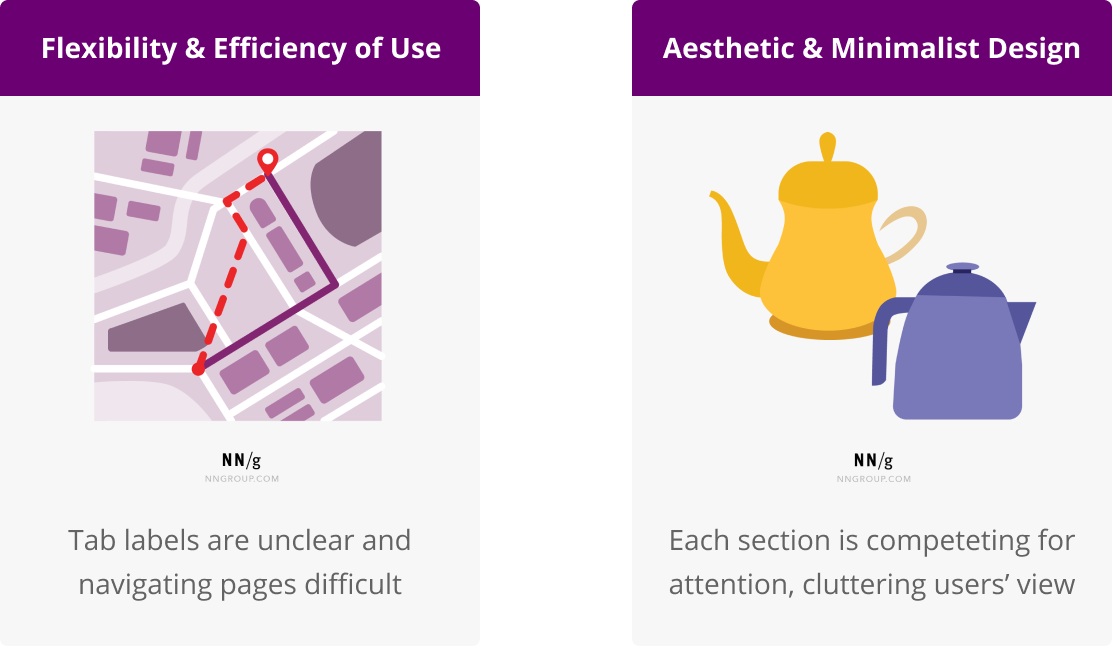 Flexibility & Efficiency of Use
NN/g
NNGROUP.COM
Tab labels are unclear and
navigating pages difficult
Aesthetic & Minimalist Design
NN/g
NNGROUP.COM
Each section is competeting for
attention, cluttering users’ view